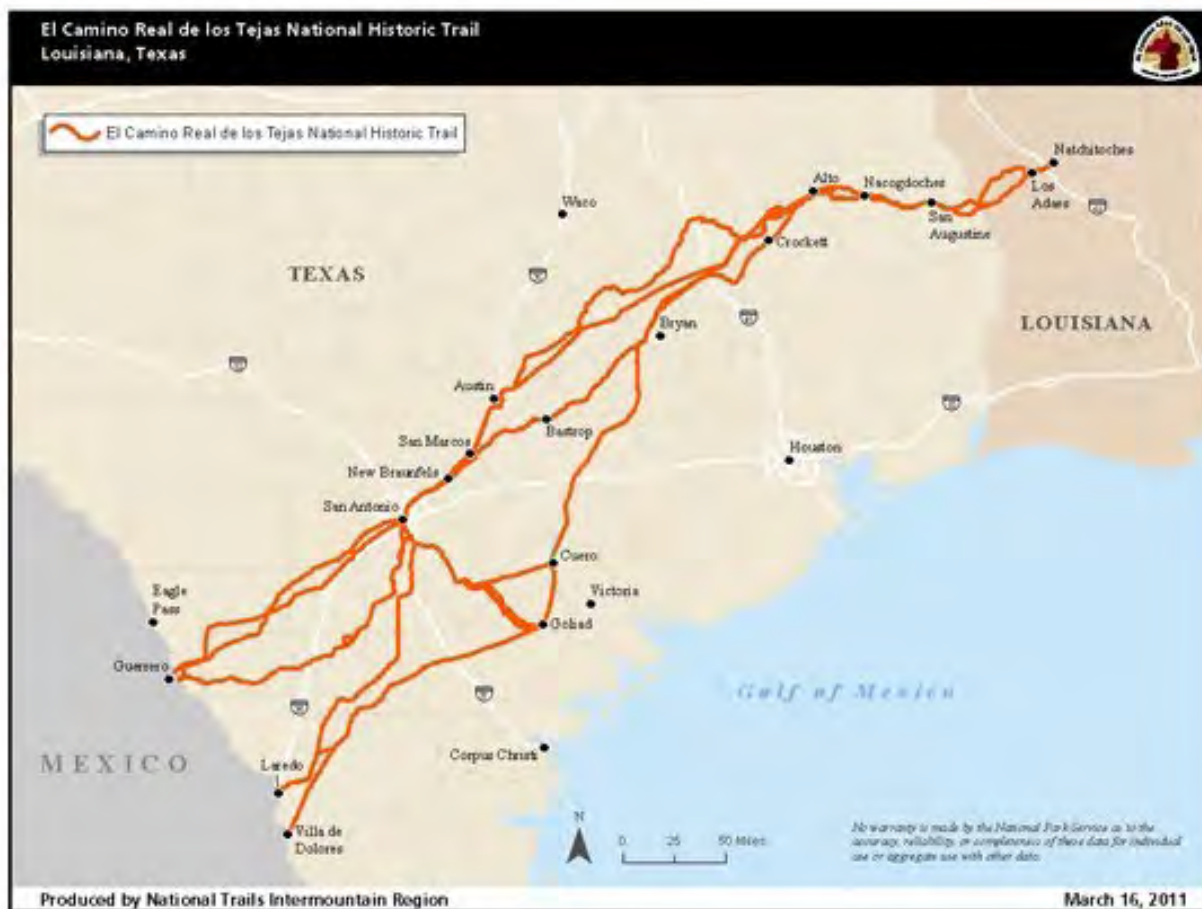 El Camino Real de los Tejas National Historic Trail
Louisiana, Texas
El Camino Real de los Tejas National Historic Trail
Natchitoches
Los
Adaes
Alto
Nacogdoches
San
Augustine
Waco
Crockett
TEXAS
LOUISIANA
Bryan
Austin
Bastrop
San Marcos
Houston
New Braunfels
San Antonio
Cuero
Eagle
Pass
Victoria
Goliad
Guerrero
Gulf of Mexico
MEXICO
Corpus Christi
Laredo
Villa de
Dolores
N
0 25 50 Miles
No warranty is made by the National Park Service as to the
accuracy, reliability, or completeness of these data for individual
use or aggregate use with other data.
Produced by National Trails Intermountain Region
March 16, 2011